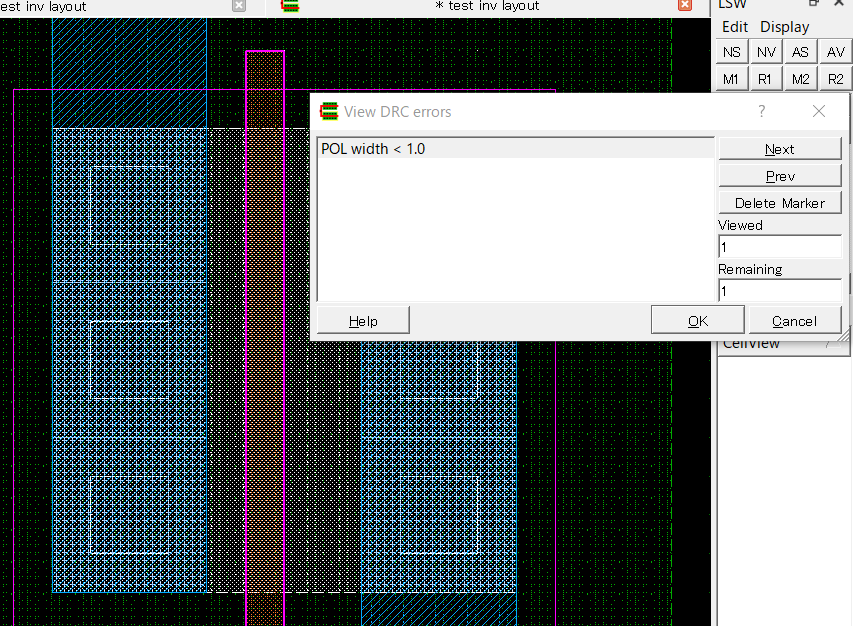 est inv layout
* test inv layout
LSW
Edit Display
NS NV AS AV
M1 R1 M2 R2
View DRC errors
POL width < 1.0
Next
Prev
Delete Marker
Viewed
1
Remaining
1
Help
OK
Cancel
CellView